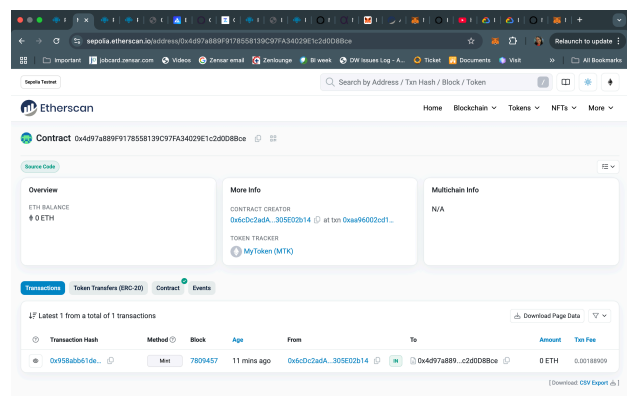 sepolia.etherscan.io/address/0x4d97a889F9178558139C97FA34029E1c2d0D8Bce
Relaunch to update
Important
jobcard.zensar.com
Videos
Zensar email
Zenlounge
BI week
DW Issues Log - A...
Ticket
Documents
Visit
»
All Bookmarks
Sepolia Testnet
Search by Address / Txn Hash / Block / Token
/
Etherscan
Home
Blockchain
Tokens
NFTs
More
Contract 0x4d97a889F9178558139C97FA34029E1c2d0D8Bce
Source Code
Overview
ETH BALANCE
0 ETH
More Info
CONTRACT CREATOR
0x6cDc2adA...305E02b14 at txn 0xaa96002cd1...
TOKEN TRACKER
MyToken (MTK)
Multichain Info
N/A
Transactions
Token Transfers (ERC-20)
Contract
Events
Latest 1 from a total of 1 transactions
Download Page Data
Transaction Hash Method Block Age From To Amount Txn Fee
0x958abb61de... Mint 7809457 11 mins ago 0x6cDc2adA...305E02b14 IN 0x4d97a889...c2d0D8Bce 0 ETH 0.00188909
[ Download: CSV Export ]